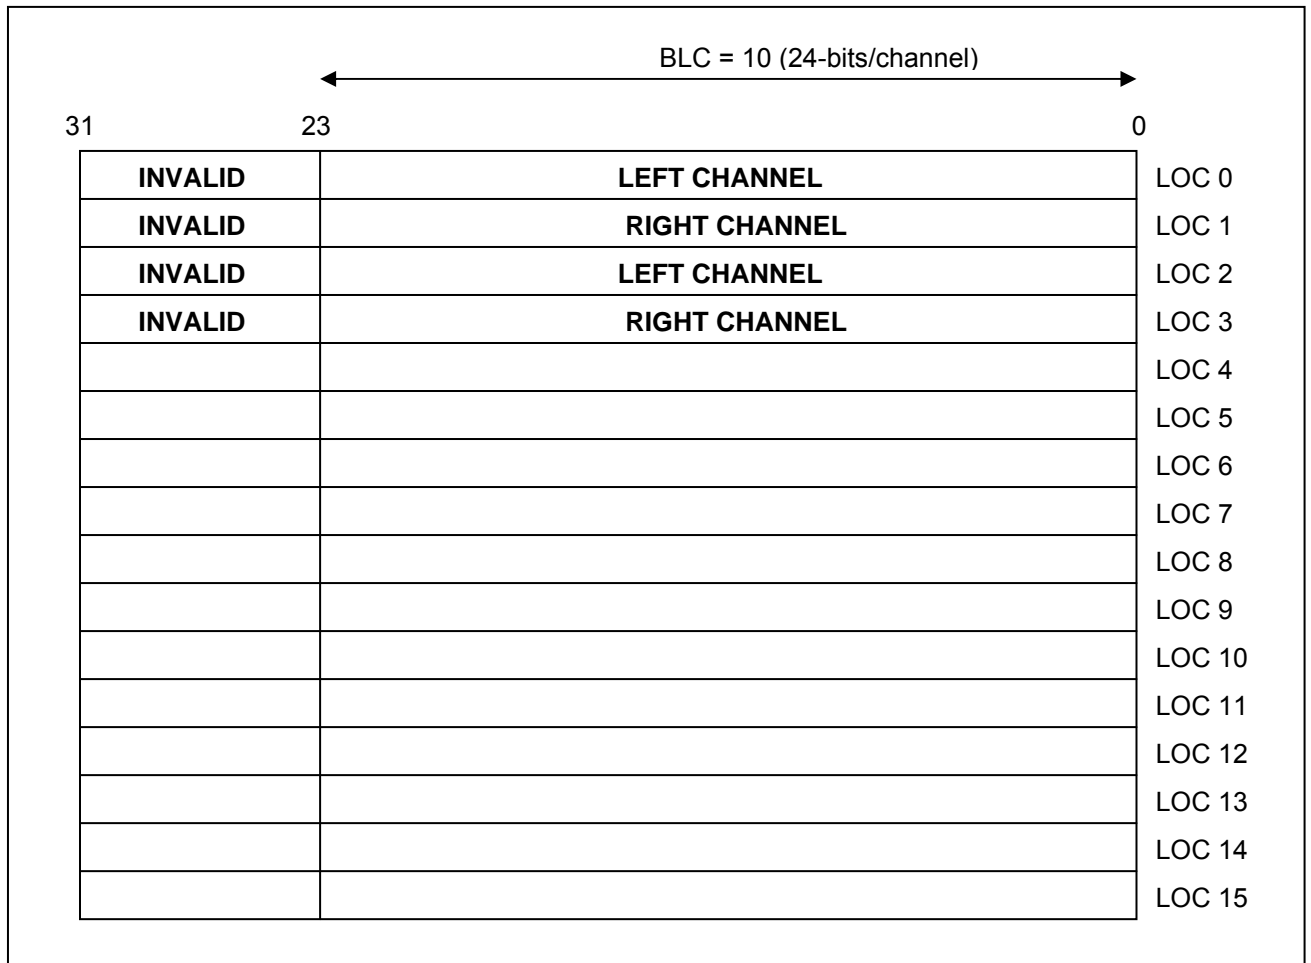 BLC = 10 (24-bits/channel)
31 23 0
INVALID LEFT CHANNEL LOC 0
INVALID RIGHT CHANNEL LOC 1
INVALID LEFT CHANNEL LOC 2
INVALID RIGHT CHANNEL LOC 3
LOC 4
LOC 5
LOC 6
LOC 7
LOC 8
LOC 9
LOC 10
LOC 11
LOC 12
LOC 13
LOC 14
LOC 15